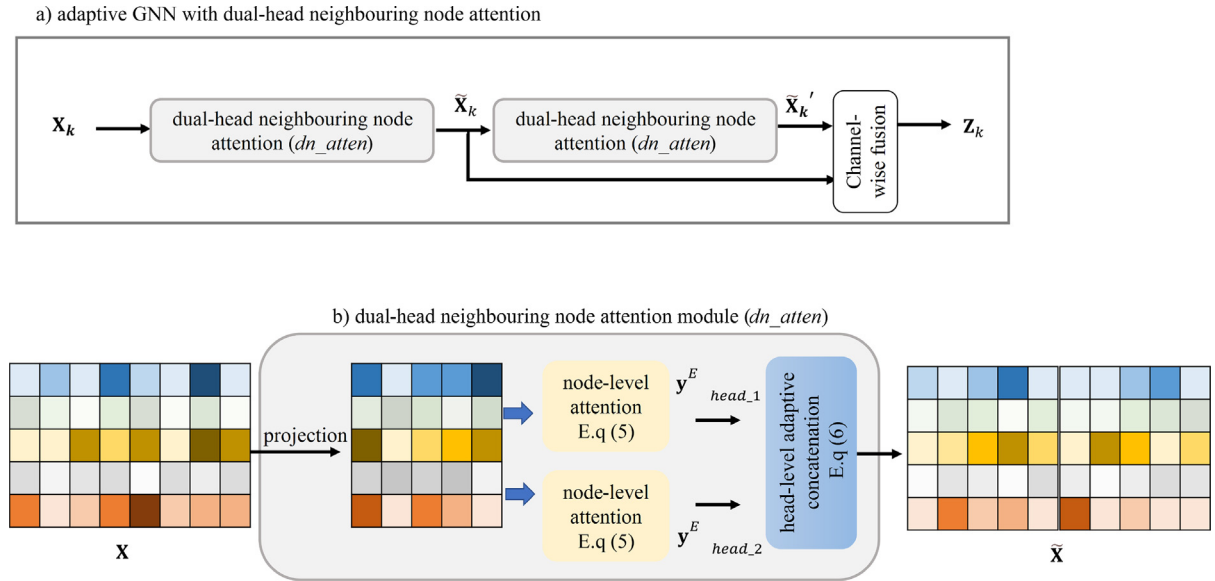 a) adaptive GNN with dual-head neighbouring node attention
X_k
dual-head neighbouring node
attention (dn_atten)
X̃_k
dual-head neighbouring node
attention (dn_atten)
X̃_k′
Channel-
wise fusion
Z_k
b) dual-head neighbouring node attention module (dn_atten)
projection
node-level
attention
E.q (5)
y^E head_1
node-level
attention
E.q (5)
y^E head_2
head-level adaptive
concatenation
E.q (6)
X
X̃